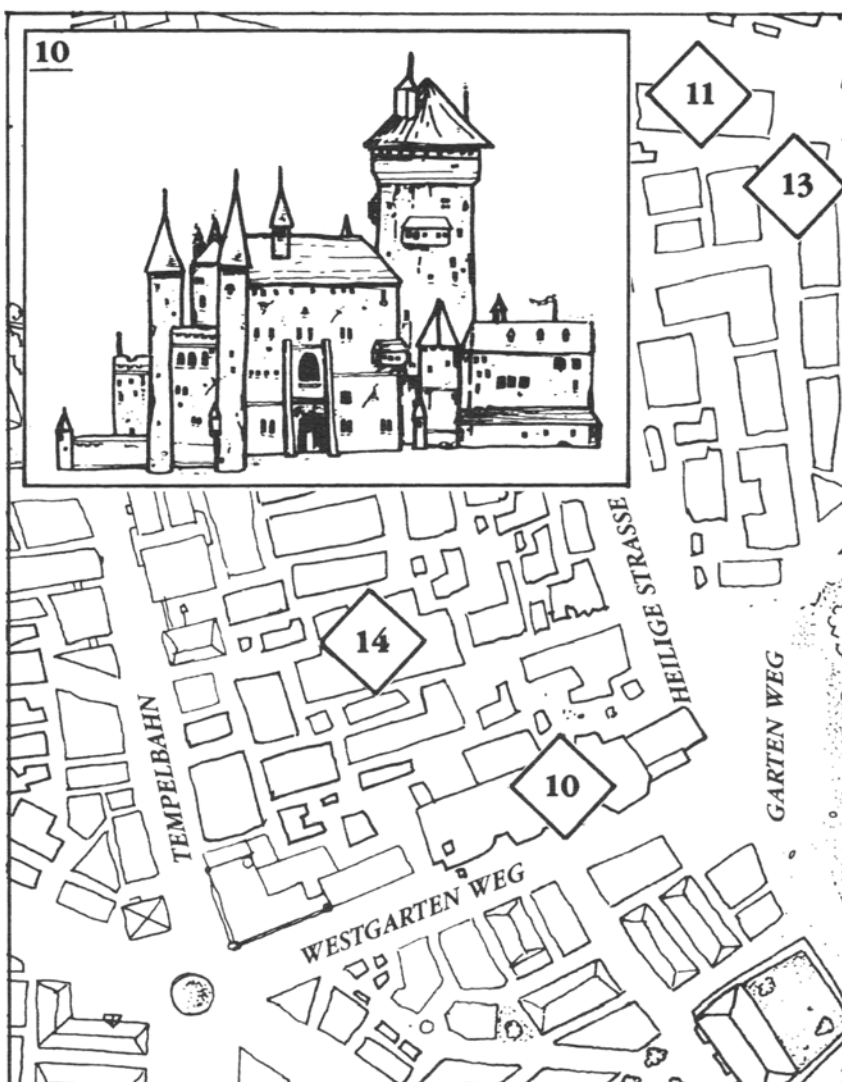 10
11
13
HEILIGE STRASSE
14
GARTEN WEG
TEMPELBAHN
10
WESTGARTEN WEG